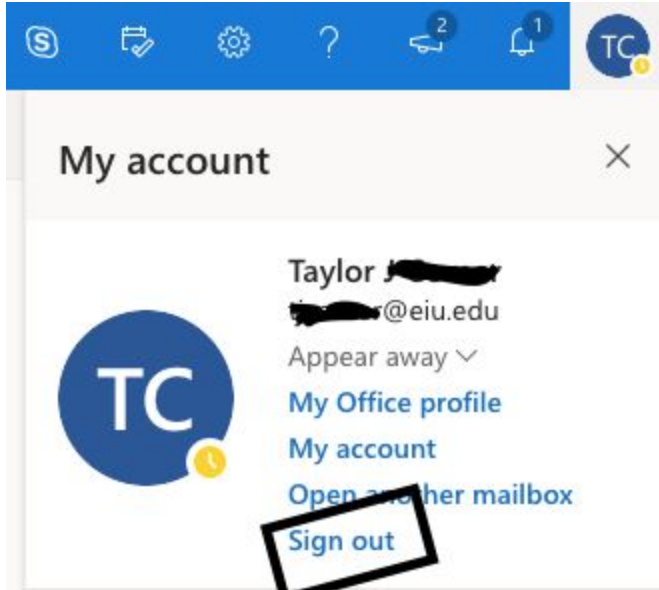 2
1
TC
My account
Taylor J
@eiu.edu
TC
Appear away
My Office profile
My account
Open another mailbox
Sign out